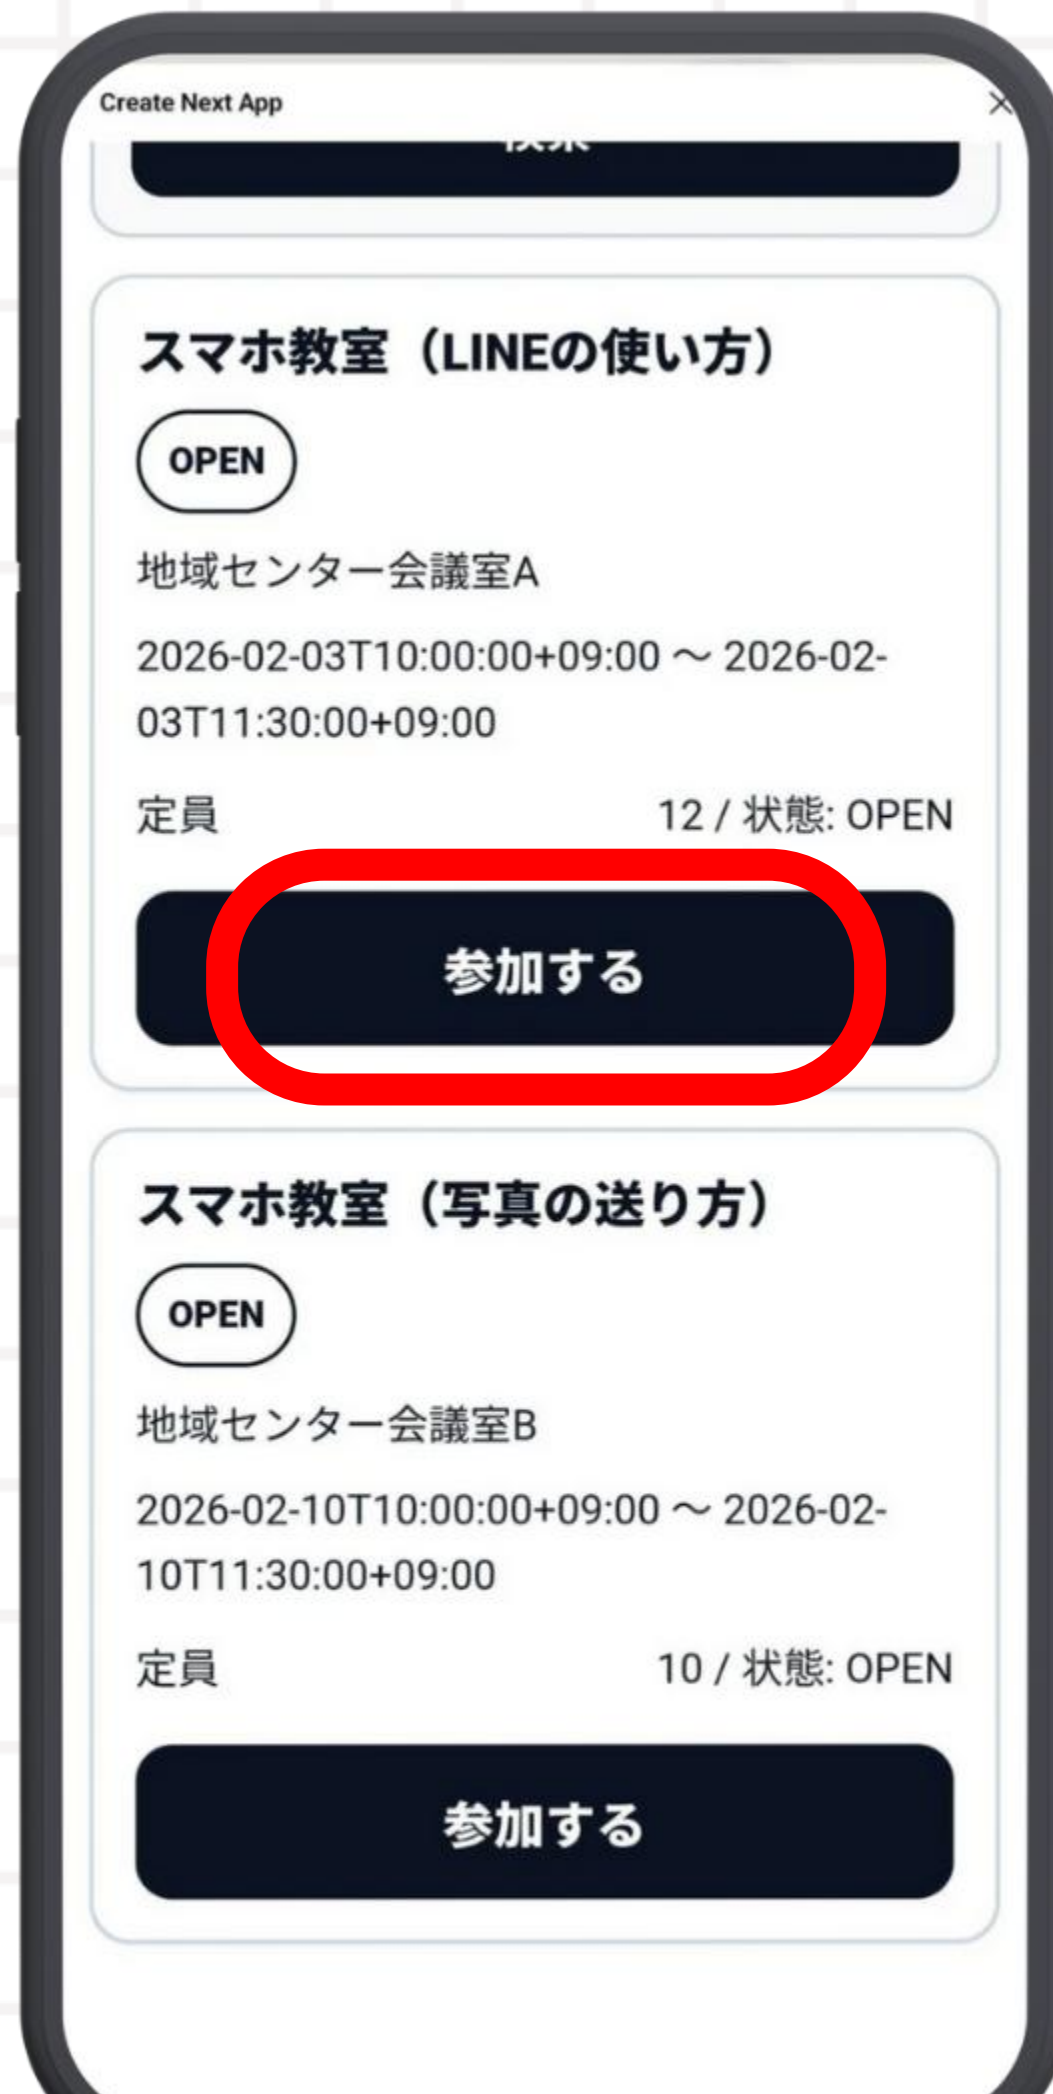 Create Next App
スマホ教室（LINEの使い方）
OPEN
地域センター会議室A
2026-02-03T10:00:00+09:00 〜 2026-02-
03T11:30:00+09:00
定員 12 / 状態: OPEN
参加する
スマホ教室（写真の送り方）
OPEN
地域センター会議室B
2026-02-10T10:00:00+09:00 〜 2026-02-
10T11:30:00+09:00
定員 10 / 状態: OPEN
参加する